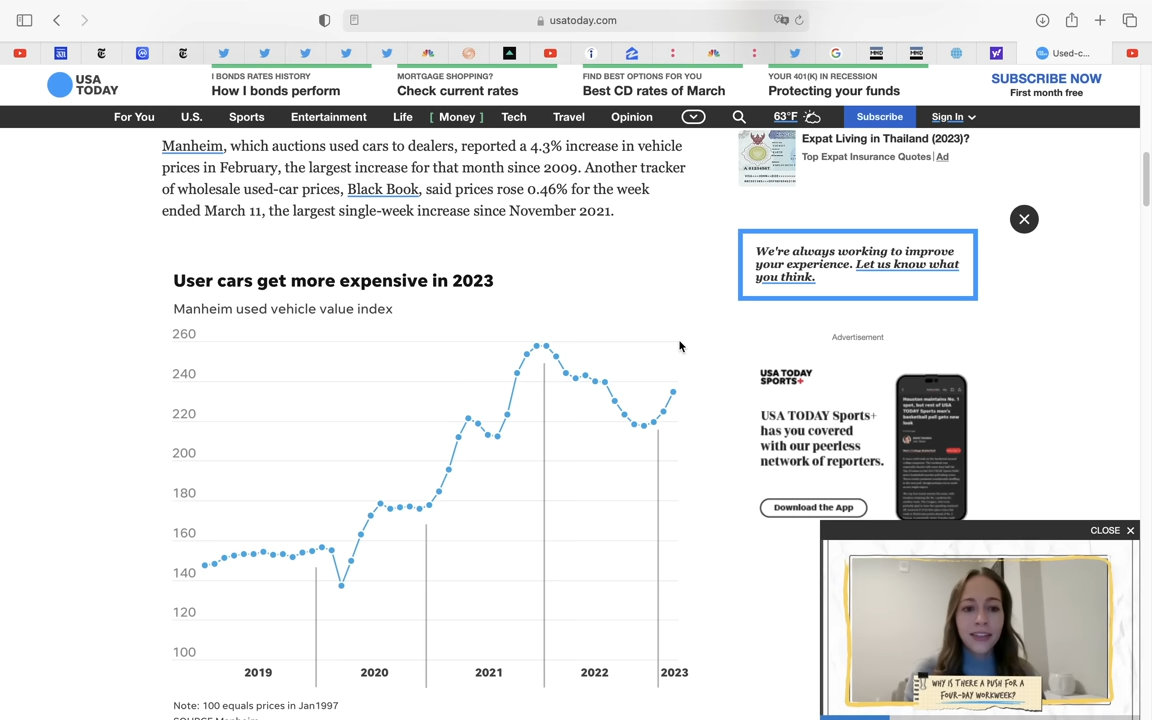 usatoday.com
Used-c...
USA
TODAY
I BONDS RATES HISTORY
How I bonds perform
MORTGAGE SHOPPING?
Check current rates
FIND BEST OPTIONS FOR YOU
Best CD rates of March
YOUR 401(K) IN RECESSION
Protecting your funds
SUBSCRIBE NOW
First month free
For You U.S. Sports Entertainment Life [ Money ] Tech Travel Opinion 63°F Subscribe Sign In
Manheim, which auctions used cars to dealers, reported a 4.3% increase in vehicle
prices in February, the largest increase for that month since 2009. Another tracker
of wholesale used-car prices, Black Book, said prices rose 0.46% for the week
ended March 11, the largest single-week increase since November 2021.
User cars get more expensive in 2023
Manheim used vehicle value index
260
240
220
200
180
160
140
120
100
2019 2020 2021 2022 2023
Note: 100 equals prices in Jan1997
SOURCE Manheim
Expat Living in Thailand (2023)?
Top Expat Insurance Quotes | Ad
We're always working to improve
your experience. Let us know what
you think.
Advertisement
USA TODAY
SPORTS+
USA TODAY Sports+
has you covered
with our peerless
network of reporters.
Download the App
CLOSE
WHY IS THERE A PUSH FOR A
FOUR-DAY WORKWEEK?